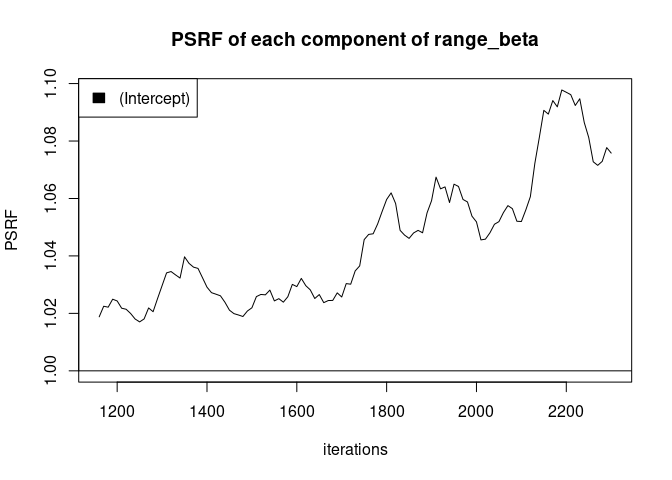 PSRF of each component of range_beta
(Intercept)
PSRF
1.10
1.08
1.06
1.04
1.02
1.00
1200 1400 1600 1800 2000 2200
iterations